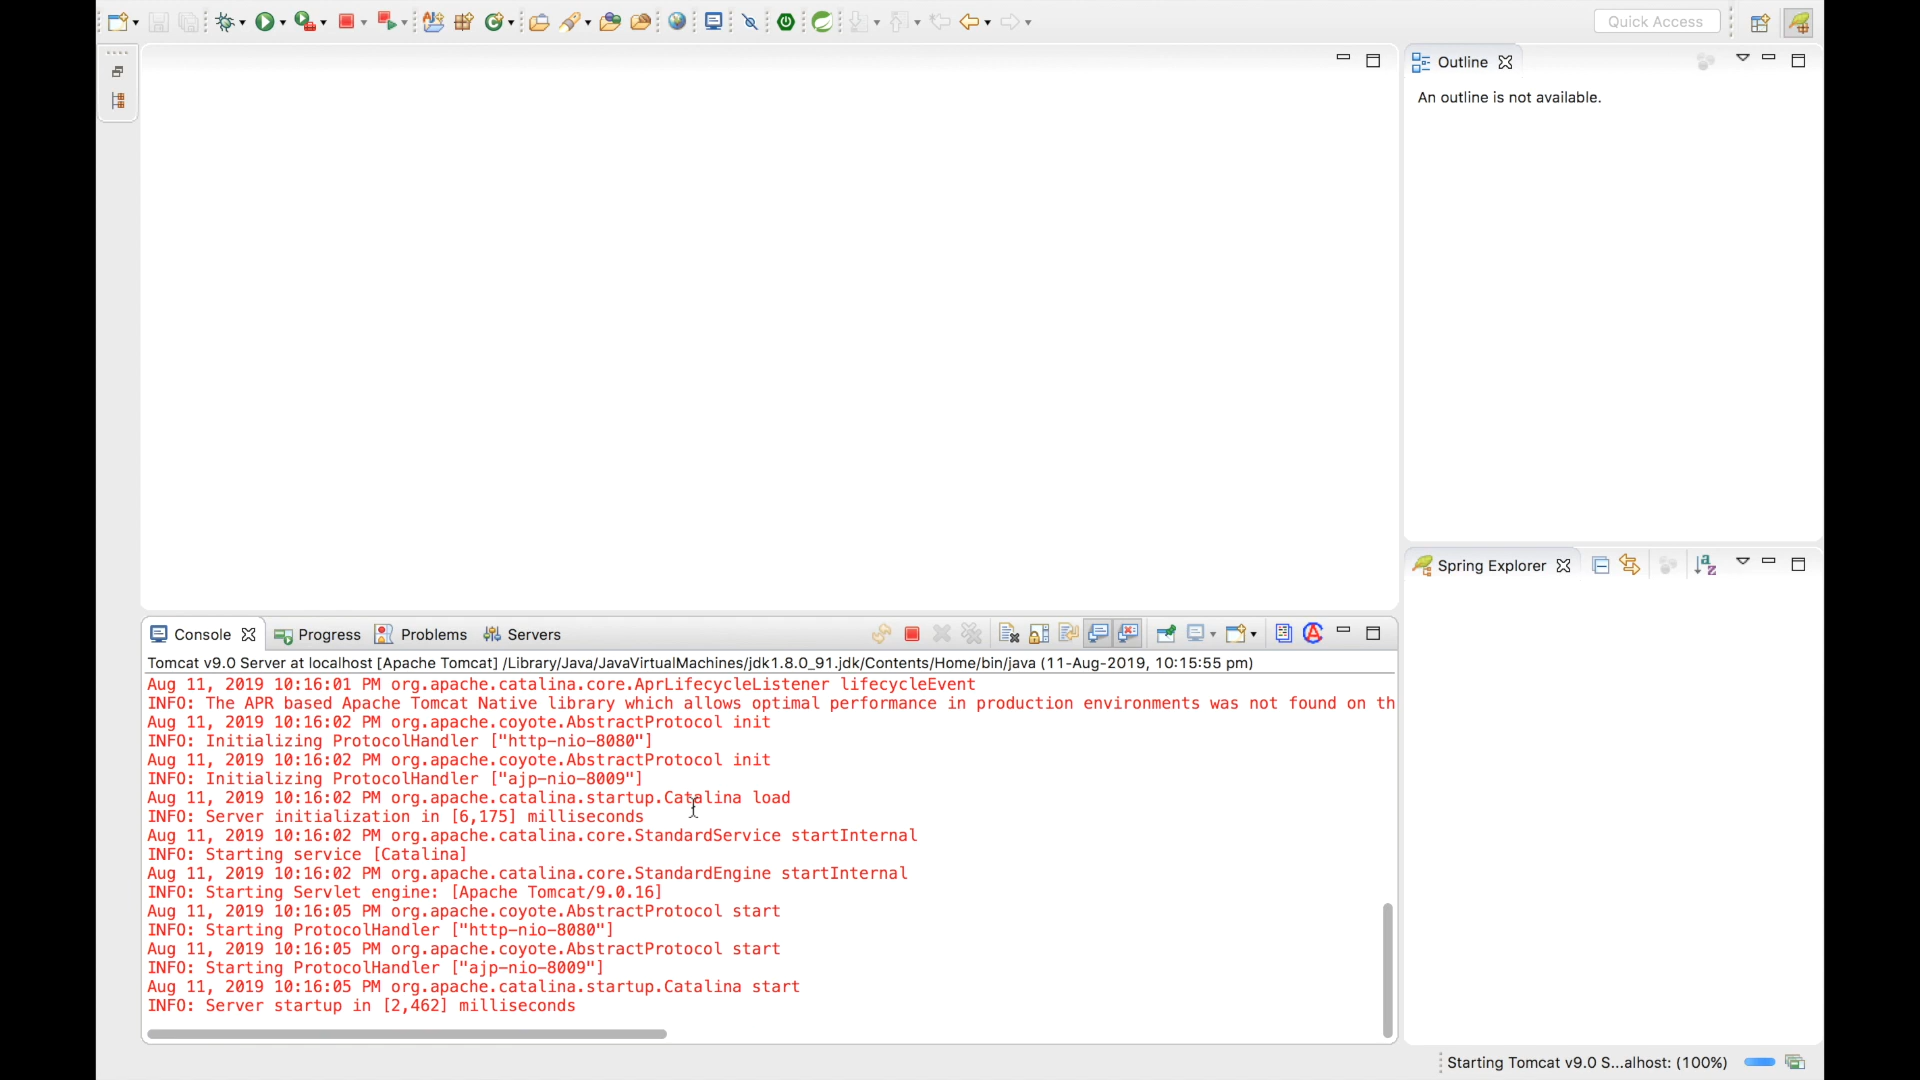 Quick Access
Outline
An outline is not available.
Spring Explorer
Console
Progress
Problems
Servers
Tomcat v9.0 Server at localhost [Apache Tomcat] /Library/Java/JavaVirtualMachines/jdk1.8.0_91.jdk/Contents/Home/bin/java (11-Aug-2019, 10:15:55 pm)
Aug 11, 2019 10:16:01 PM org.apache.catalina.core.AprLifecycleListener lifecycleEvent
INFO: The APR based Apache Tomcat Native library which allows optimal performance in production environments was not found on th
Aug 11, 2019 10:16:02 PM org.apache.coyote.AbstractProtocol init
INFO: Initializing ProtocolHandler ["http-nio-8080"]
Aug 11, 2019 10:16:02 PM org.apache.coyote.AbstractProtocol init
INFO: Initializing ProtocolHandler ["ajp-nio-8009"]
Aug 11, 2019 10:16:02 PM org.apache.catalina.startup.Catalina load
INFO: Server initialization in [6,175] milliseconds
Aug 11, 2019 10:16:02 PM org.apache.catalina.core.StandardService startInternal
INFO: Starting service [Catalina]
Aug 11, 2019 10:16:02 PM org.apache.catalina.core.StandardEngine startInternal
INFO: Starting Servlet engine: [Apache Tomcat/9.0.16]
Aug 11, 2019 10:16:05 PM org.apache.coyote.AbstractProtocol start
INFO: Starting ProtocolHandler ["http-nio-8080"]
Aug 11, 2019 10:16:05 PM org.apache.coyote.AbstractProtocol start
INFO: Starting ProtocolHandler ["ajp-nio-8009"]
Aug 11, 2019 10:16:05 PM org.apache.catalina.startup.Catalina start
INFO: Server startup in [2,462] milliseconds
Starting Tomcat v9.0 S...alhost: (100%)